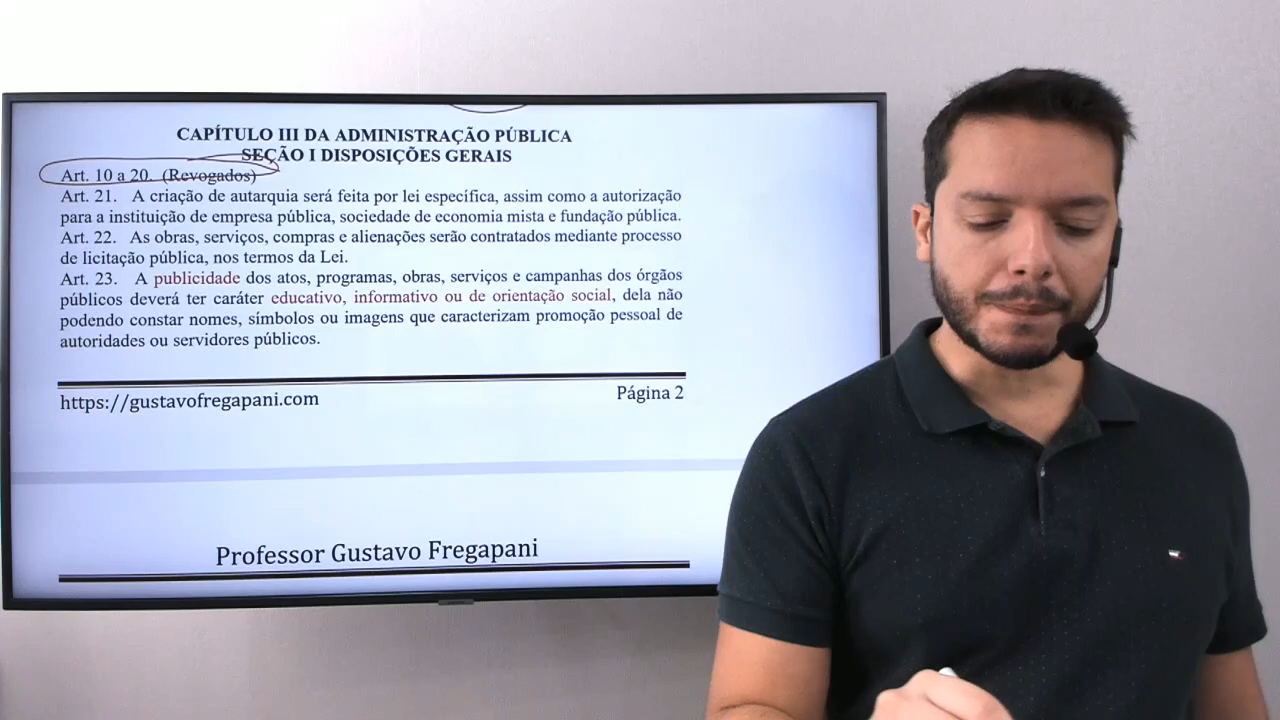 CAPÍTULO III DA ADMINISTRAÇÃO PÚBLICA
SEÇÃO I DISPOSIÇÕES GERAIS
Art. 10 a 20. (Revogados)
Art. 21. A criação de autarquia será feita por lei específica, assim como a autorização
para a instituição de empresa pública, sociedade de economia mista e fundação pública.
Art. 22. As obras, serviços, compras e alienações serão contratados mediante processo
de licitação pública, nos termos da Lei.
Art. 23. A publicidade dos atos, programas, obras, serviços e campanhas dos órgãos
públicos deverá ter caráter educativo, informativo ou de orientação social, dela não
podendo constar nomes, símbolos ou imagens que caracterizam promoção pessoal de
autoridades ou servidores públicos.
https://gustavofregapani.com Página 2
Professor Gustavo Fregapani